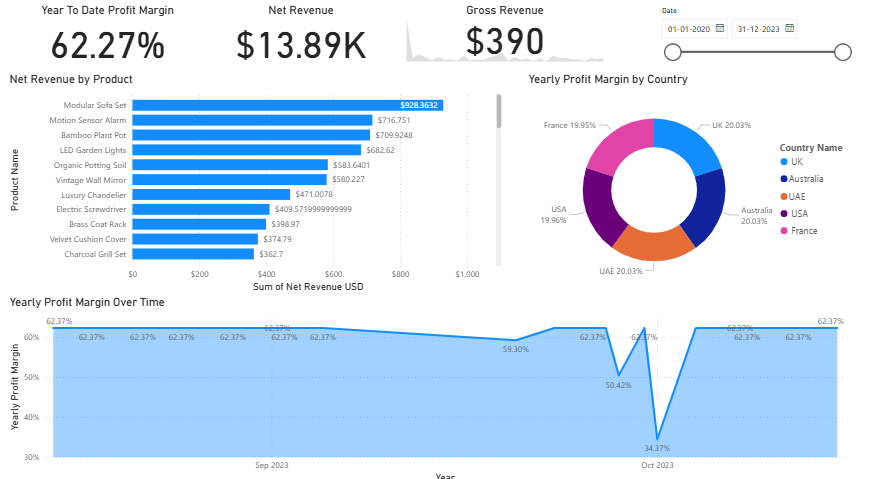 Year To Date Profit Margin
62.27%
Net Revenue
$13.89K
Gross Revenue
$390
Date
01-01-2020
31-12-2023
Net Revenue by Product
Product Name
Modular Sofa Set
$928.3632
Motion Sensor Alarm
$716.751
Bamboo Plant Pot
$709.9248
LED Garden Lights
$682.62
Organic Potting Soil
$583.6401
Vintage Wall Mirror
$580.227
Luxury Chandelier
$471.0078
Electric Screwdriver
$409.5719999999999
Brass Coat Rack
$398.97
Velvet Cushion Cover
$374.79
Charcoal Grill Set
$362.7
$0 $200 $400 $600 $800 $1,000
Sum of Net Revenue USD
Yearly Profit Margin by Country
France 19.95%
UK 20.03%
USA
19.96%
Australia
20.03%
UAE 20.03%
Country Name
UK
Australia
UAE
USA
France
Yearly Profit Margin Over Time
Yearly Profit Margin
60%
50%
40%
30%
62.37%
62.37%
62.37%
62.37%
62.37%
62.37%
62.37%
62.37%
59.30%
62.37%
50.42%
62.37%
34.37%
62.37%
62.37%
62.37%
62.37%
Sep 2023
Oct 2023
Year